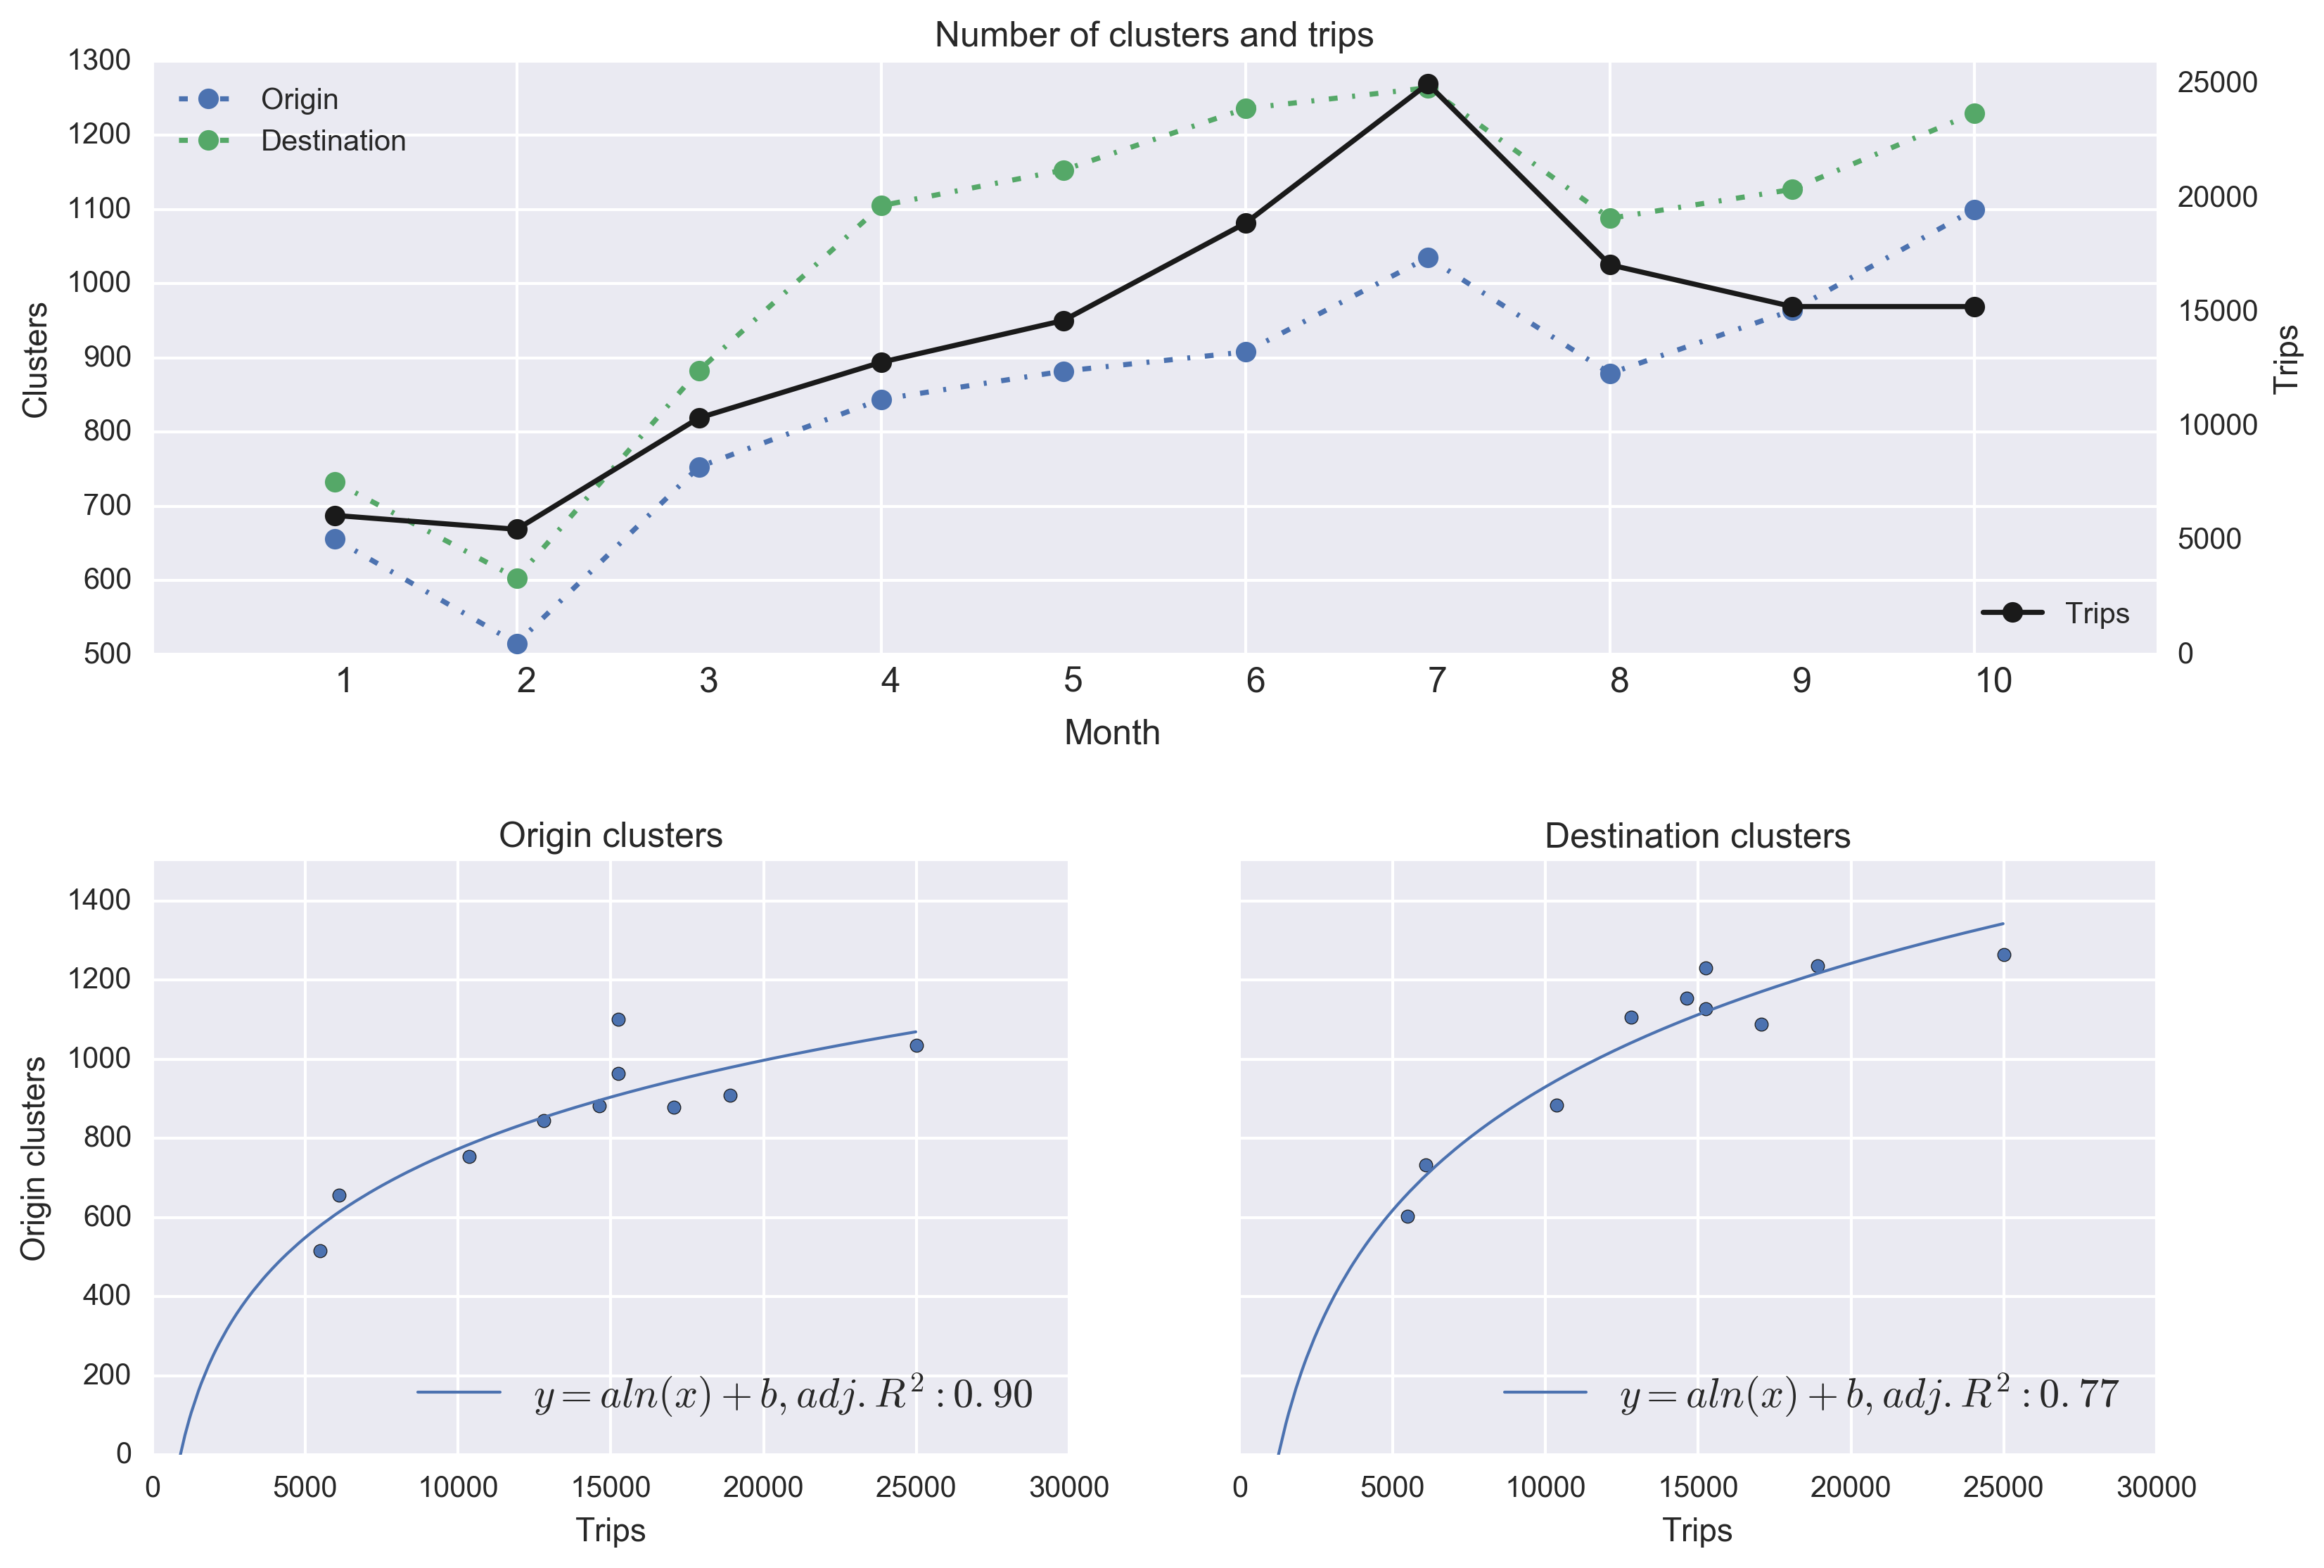 Number of clusters and trips
1300
1200
1100
1000
900
800
700
600
500
Clusters
Origin
Destination
25000
20000
15000
10000
5000
0
Trips
Trips
1 2 3 4 5 6 7 8 9 10
Month
Origin clusters
1400
1200
1000
800
600
400
200
0
Origin clusters
y = aln(x) + b, adj. R² : 0.90
0 5000 10000 15000 20000 25000 30000
Trips
Destination clusters
y = aln(x) + b, adj. R² : 0.77
0 5000 10000 15000 20000 25000 30000
Trips